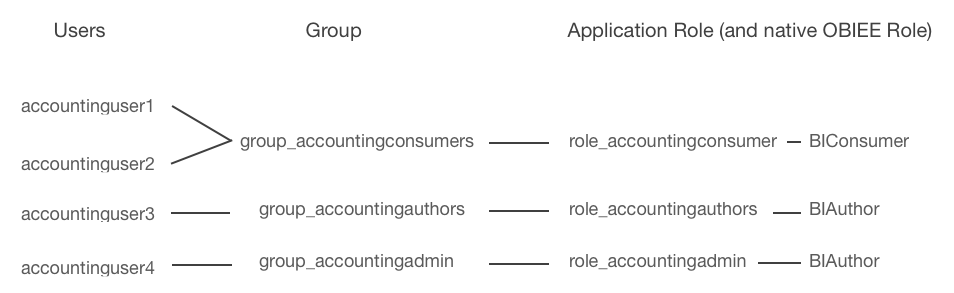 Users Group Application Role (and native OBIEE Role)
accountinguser1
group_accountingconsumers role_accountingconsumer BIConsumer
accountinguser2
accountinguser3 group_accountingauthors role_accountingauthors BIAuthor
accountinguser4 group_accountingadmin role_accountingadmin BIAuthor